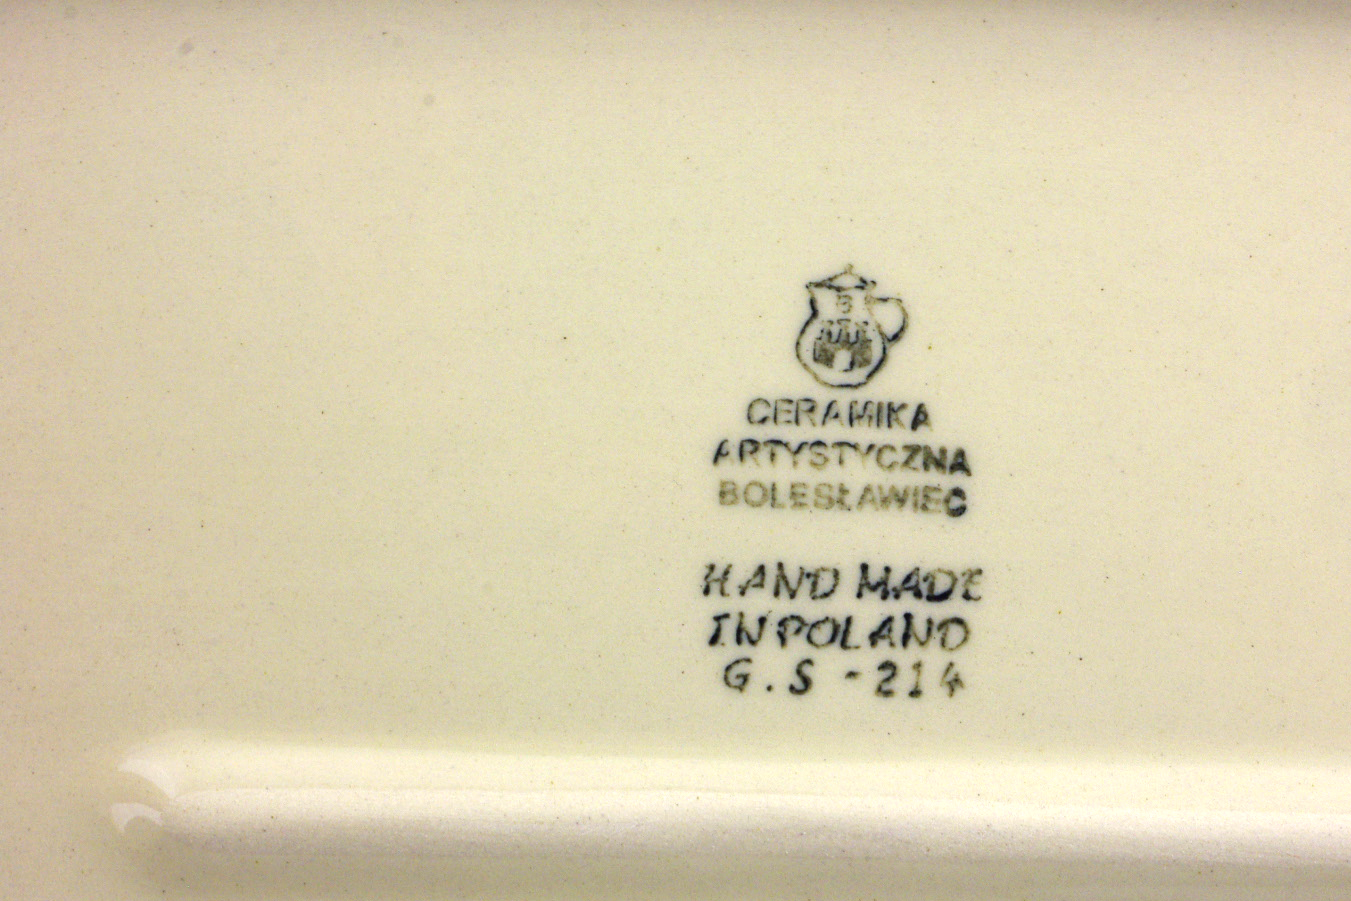 B
CERAMIKA
ARTYSTYCZNA
BOLESŁAWIEC
HAND MADE
IN POLAND
G.S - 214